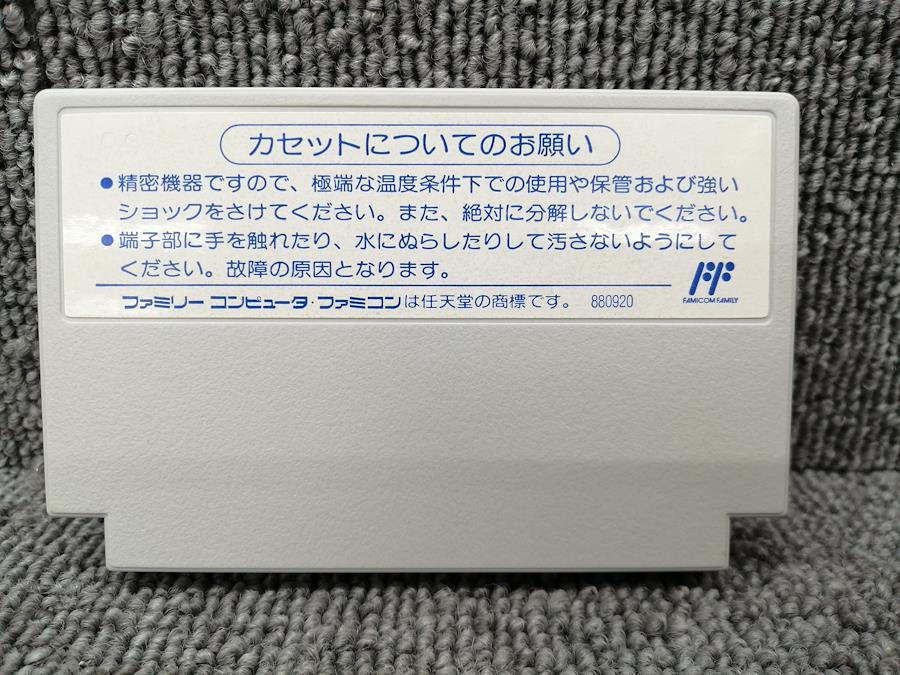 カセットについてのお願い
●精密機器ですので、極端な温度条件下での使用や保管および強い
ショックをさけてください。また、絶対に分解しないでください。
●端子部に手を触れたり、水にぬらしたりして汚さないようにして
ください。故障の原因となります。
FF
FAMICOM FAMILY
ファミリー コンピュータ・ファミコンは任天堂の商標です。 880920